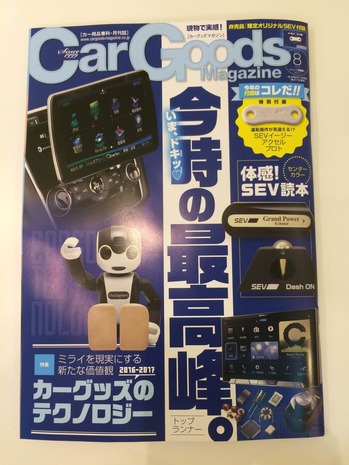 現物で実感!
[カーグッズマガジン]
非売品/限定オリジナルSEV付録
[カー用品専科・月刊誌]
www.cargoodsmagazine.co.jp
Since
1979
Car Goods
Magazine
8
今年の
付録は
コレだ!!
特別付録
運転操作が見違える!?
SEVイージー
アクセル
プロト
今時の最高峰。
いま、ドキッ♡
トップ
ランナー
体感!
SEV読本
センター
カラー
SEV
Grand Power
Exhaust
SEV
Dash ON
特集
ミライを現実にする
新たな価値観 2016-2017
カーグッズの
テクノロジー